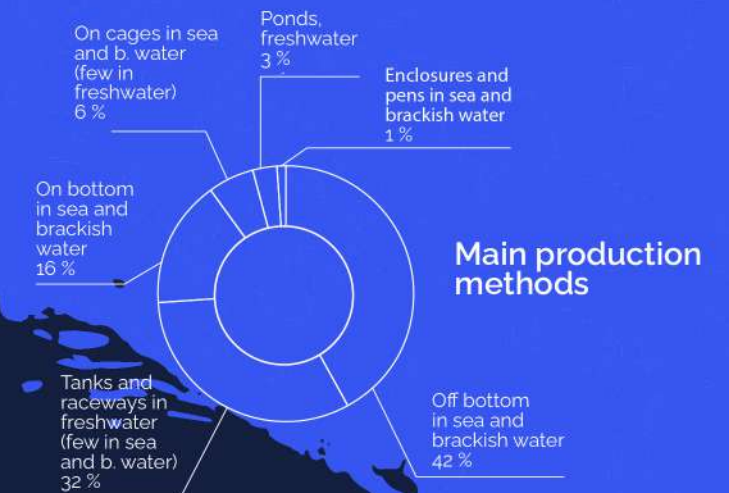 On cages in sea
and b. water
(few in
freshwater)
6 %
Ponds,
freshwater
3 %
Enclosures and
pens in sea and
brackish water
1 %
On bottom
in sea and
brackish
water
16 %
Main production
methods
Tanks and
raceways in
freshwater
(few in sea
and b. water)
32 %
Off bottom
in sea and
brackish water
42 %